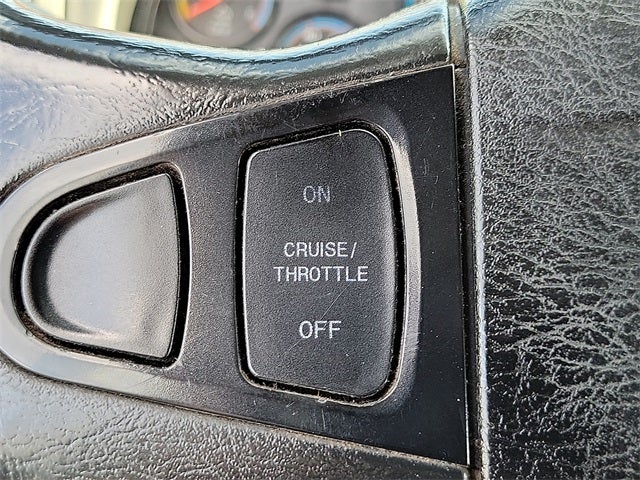 ON
CRUISE/
THROTTLE
OFF